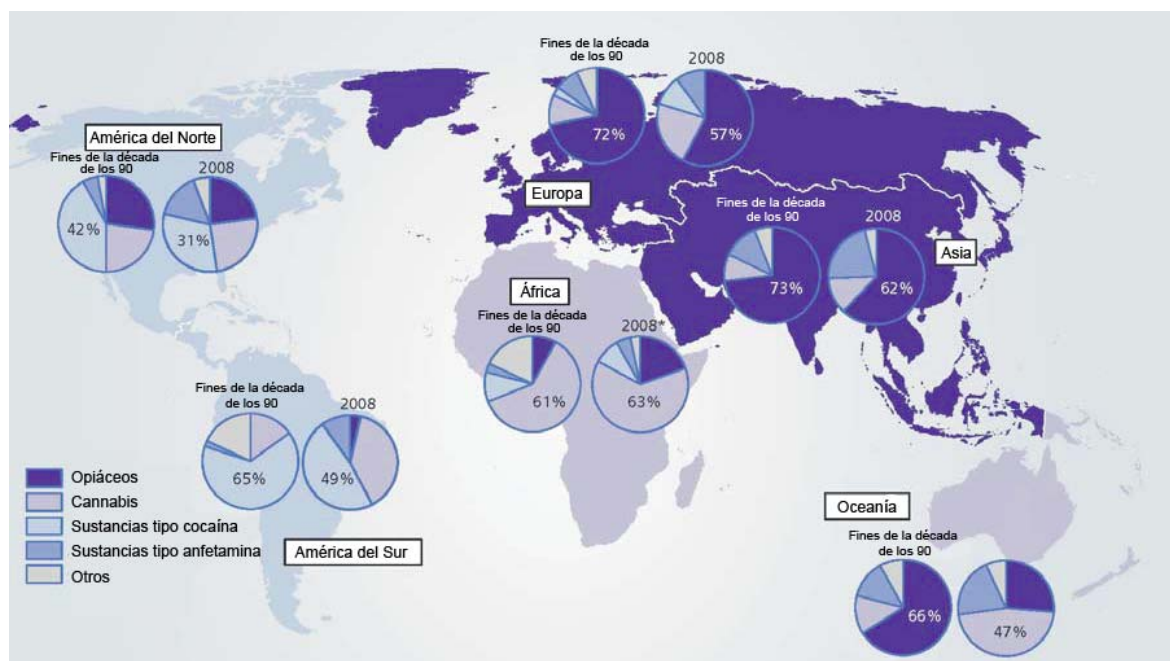 Fines de la década
de los 90
2008
72%
57%
América del Norte
Fines de la década
de los 90
2008
42%
31%
Europa
Fines de la década
de los 90
2008
Asia
73%
62%
África
Fines de la década
de los 90
2008*
61%
63%
Fines de la década
de los 90
2008
65%
49%
América del Sur
Opiáceos
Cannabis
Sustancias tipo cocaína
Sustancias tipo anfetamina
Otros
Oceanía
Fines de la década
de los 90
66%
47%